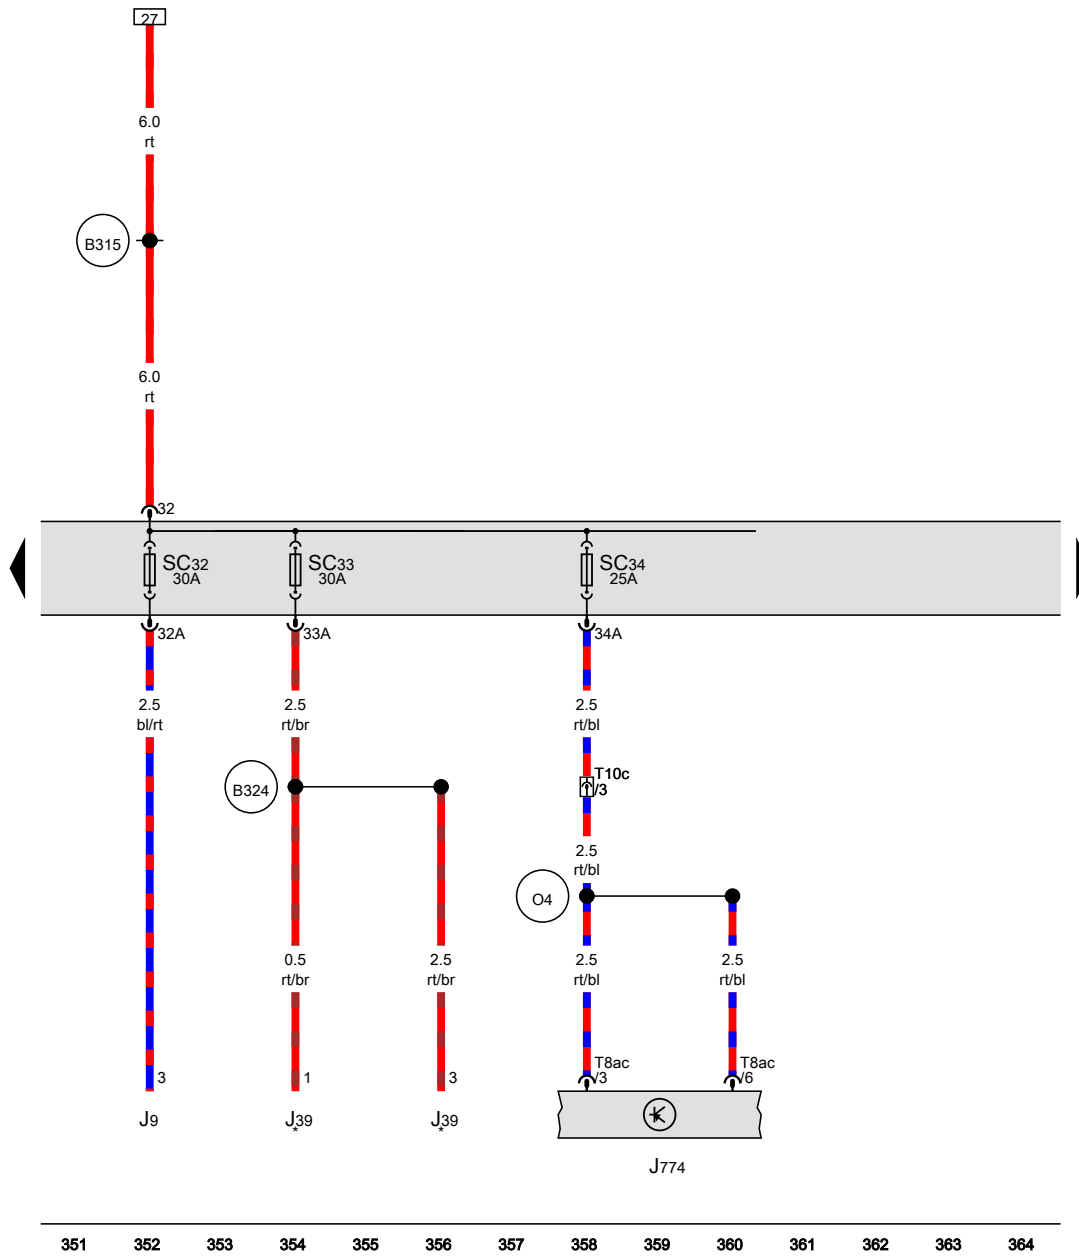 27
6.0
rt
B315
6.0
rt
32
SC32
30A
SC33
30A
SC34
25A
32A
33A
34A
2.5
bl/rt
2.5
rt/br
2.5
rt/bl
T10c
/3
B324
2.5
rt/bl
O4
0.5
rt/br
2.5
rt/br
2.5
rt/bl
2.5
rt/bl
T8ac
/3
T8ac
/6
3
1
3
J9
J39
*
J39
*
J774
351 352 353 354 355 356 357 358 359 360 361 362 363 364